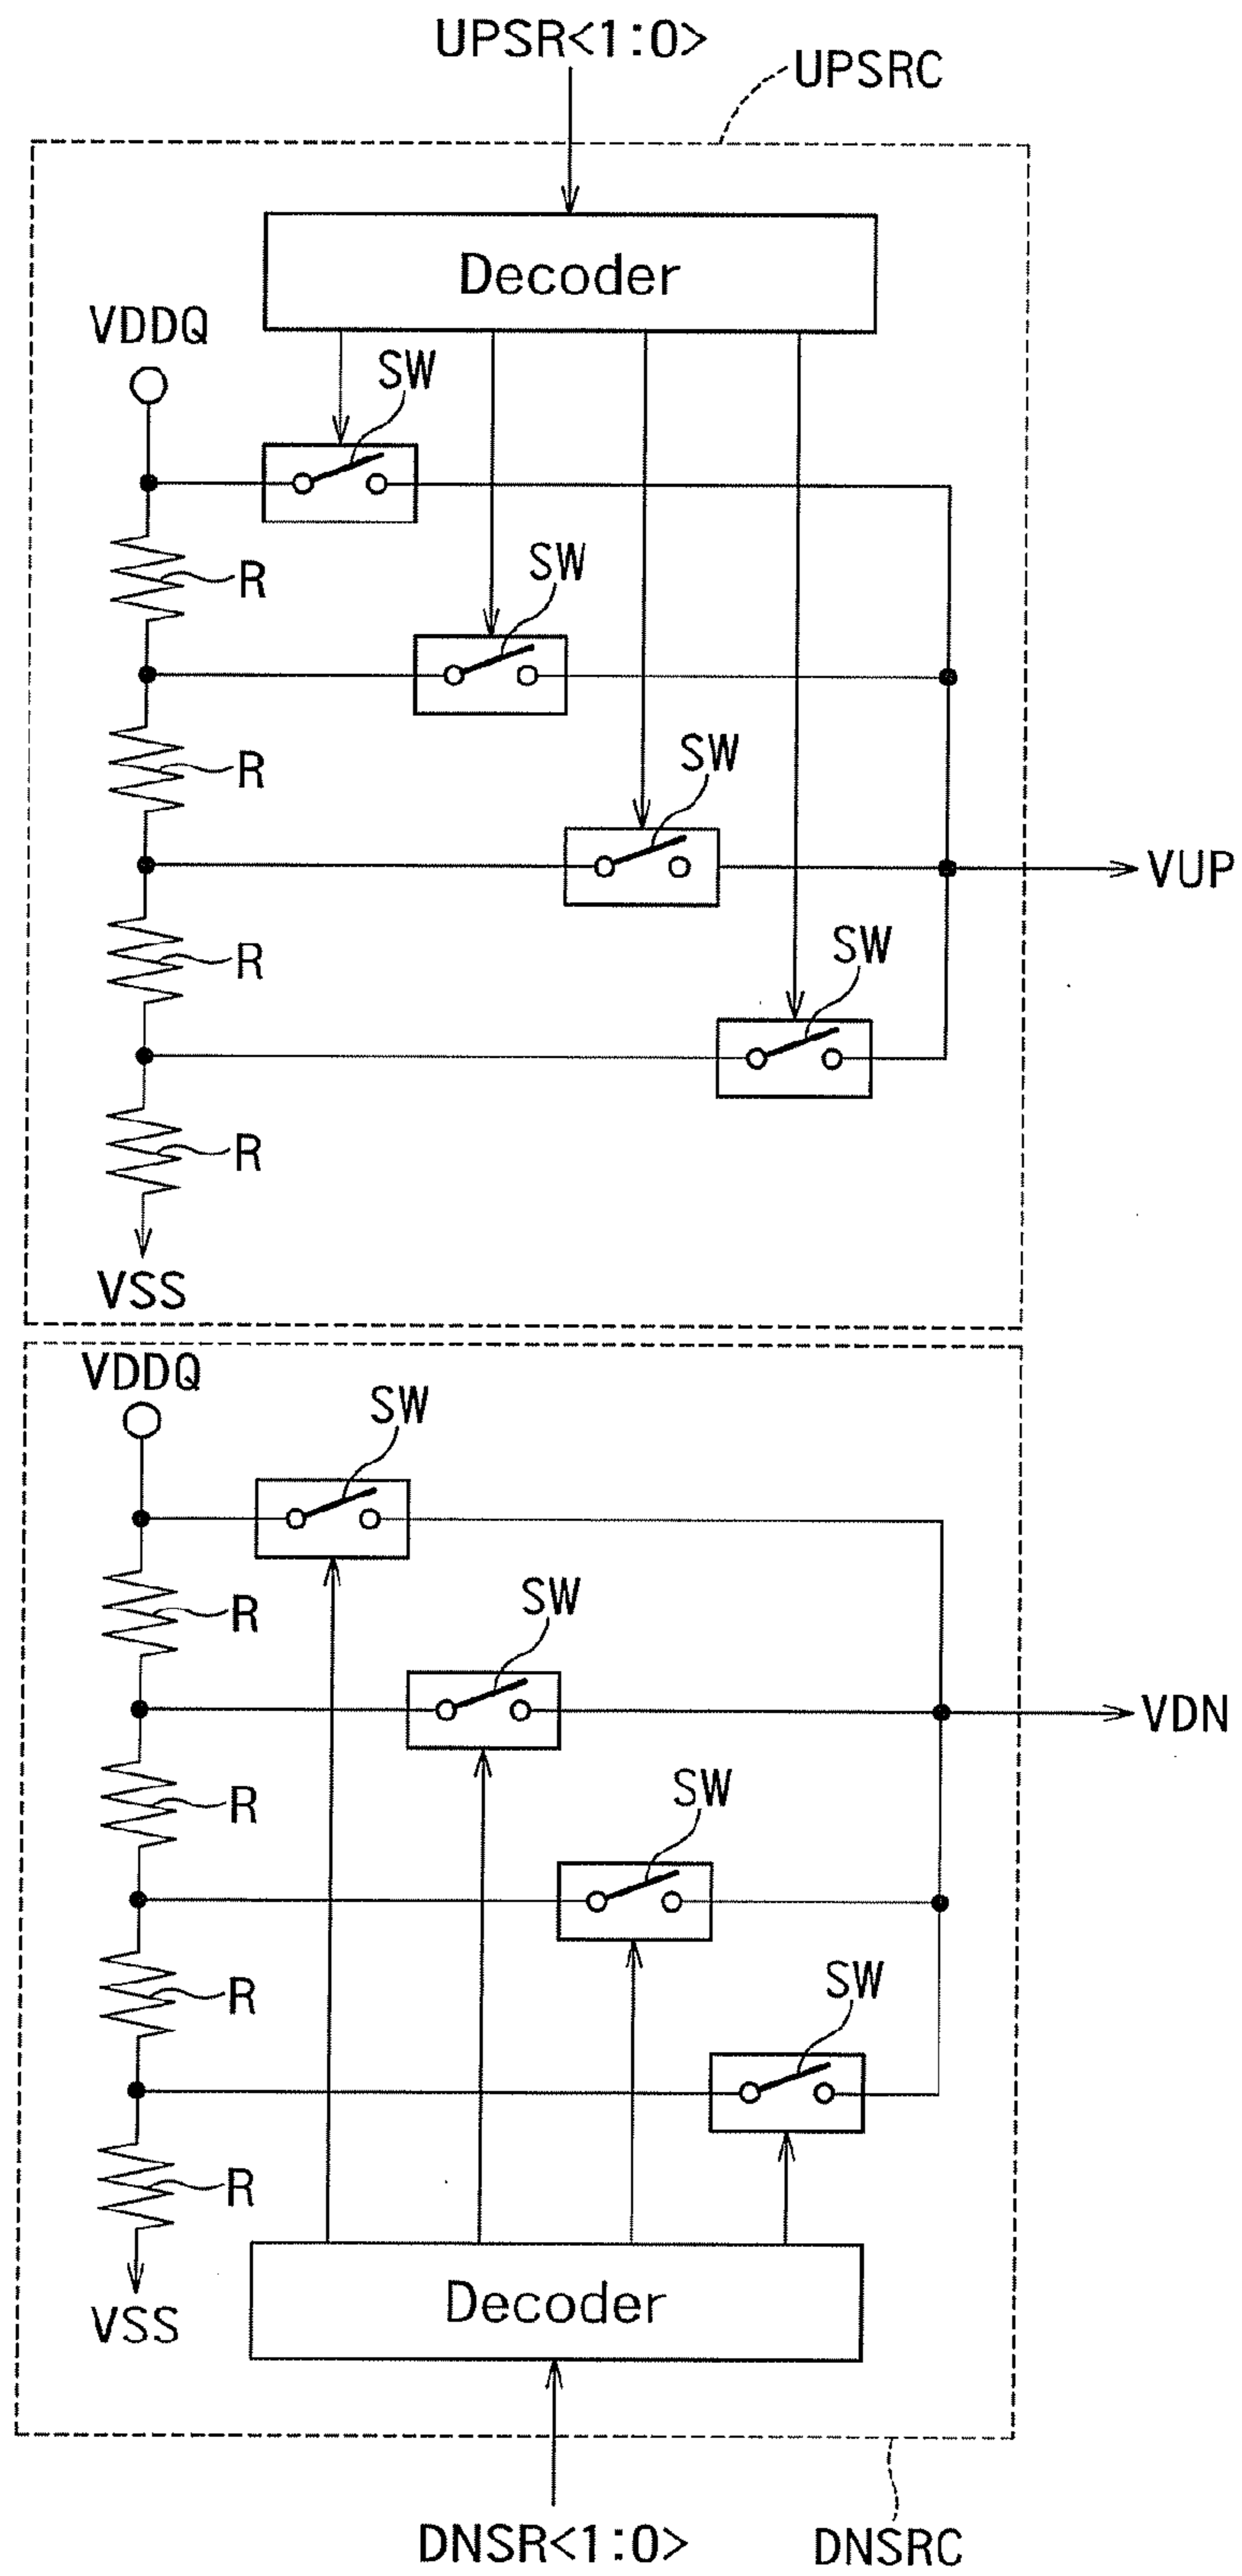 UPSR<1:0>
UPSRC
Decoder
VDDQ
SW
SW
R
SW
R
VUP
SW
R
R
VSS
VDDQ
SW
SW
R
VDN
SW
R
SW
R
R
Decoder
VSS
DNSR<1:0>
DNSRC